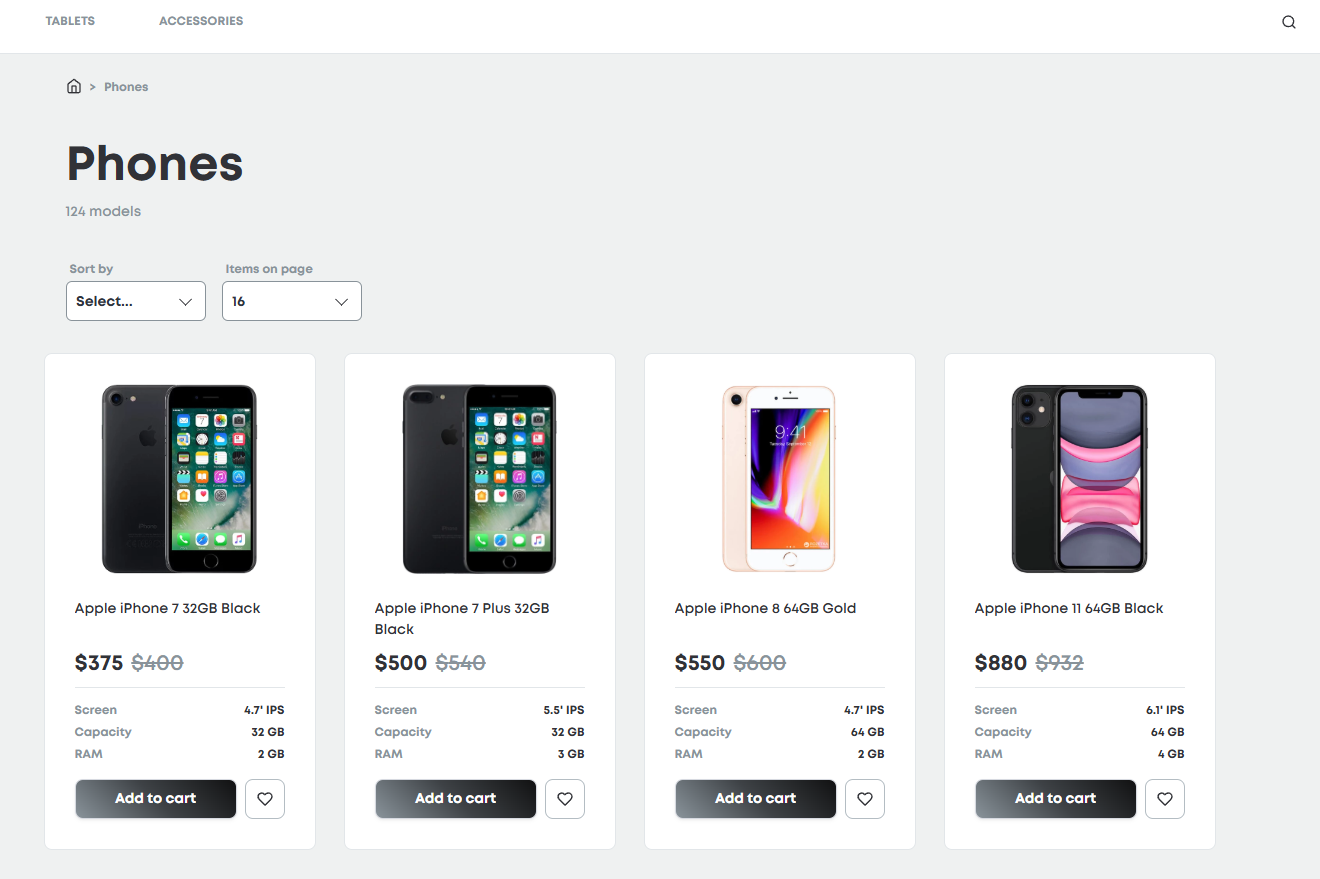 TABLETS ACCESSORIES
> Phones
Phones
124 models
Sort by Items on page
Select... 16
9:41
Apple iPhone 7 32GB Black
$375 $400
Screen 4.7' IPS
Capacity 32 GB
RAM 2 GB
Add to cart
Apple iPhone 7 Plus 32GB
Black
$500 $540
Screen 5.5' IPS
Capacity 32 GB
RAM 3 GB
Add to cart
Apple iPhone 8 64GB Gold
$550 $600
Screen 4.7' IPS
Capacity 64 GB
RAM 2 GB
Add to cart
Apple iPhone 11 64GB Black
$880 $932
Screen 6.1' IPS
Capacity 64 GB
RAM 4 GB
Add to cart